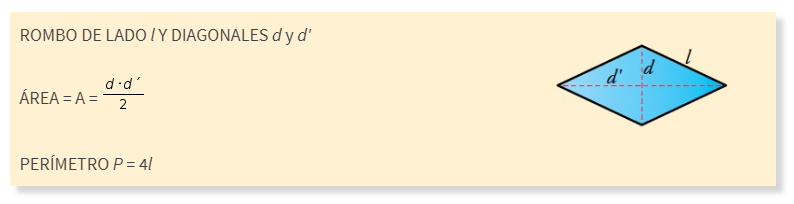 ROMBO DE LADO l Y DIAGONALES d y d'
ÁREA = A = d · d´ / 2
PERÍMETRO P = 4l
l
d
d'